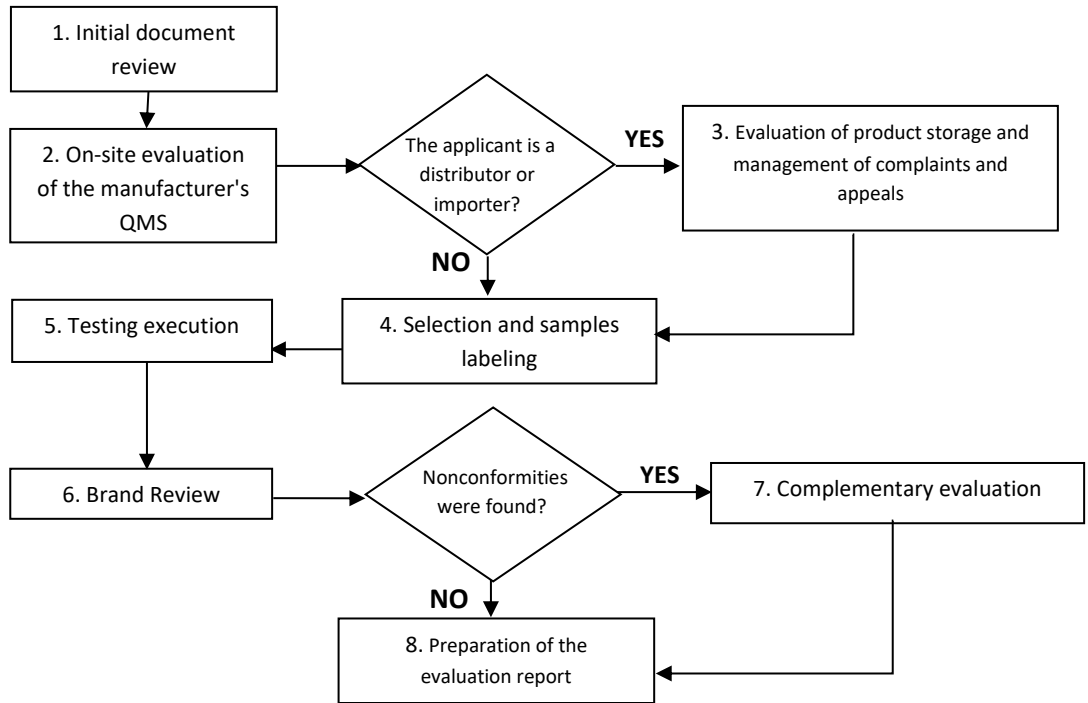 1. Initial document
review
2. On-site evaluation
of the manufacturer's
QMS
The applicant is a
distributor or
importer?
YES
3. Evaluation of product storage and
management of complaints and
appeals
NO
4. Selection and samples
labeling
5. Testing execution
6. Brand Review
Nonconformities
were found?
YES
7. Complementary evaluation
NO
8. Preparation of the
evaluation report